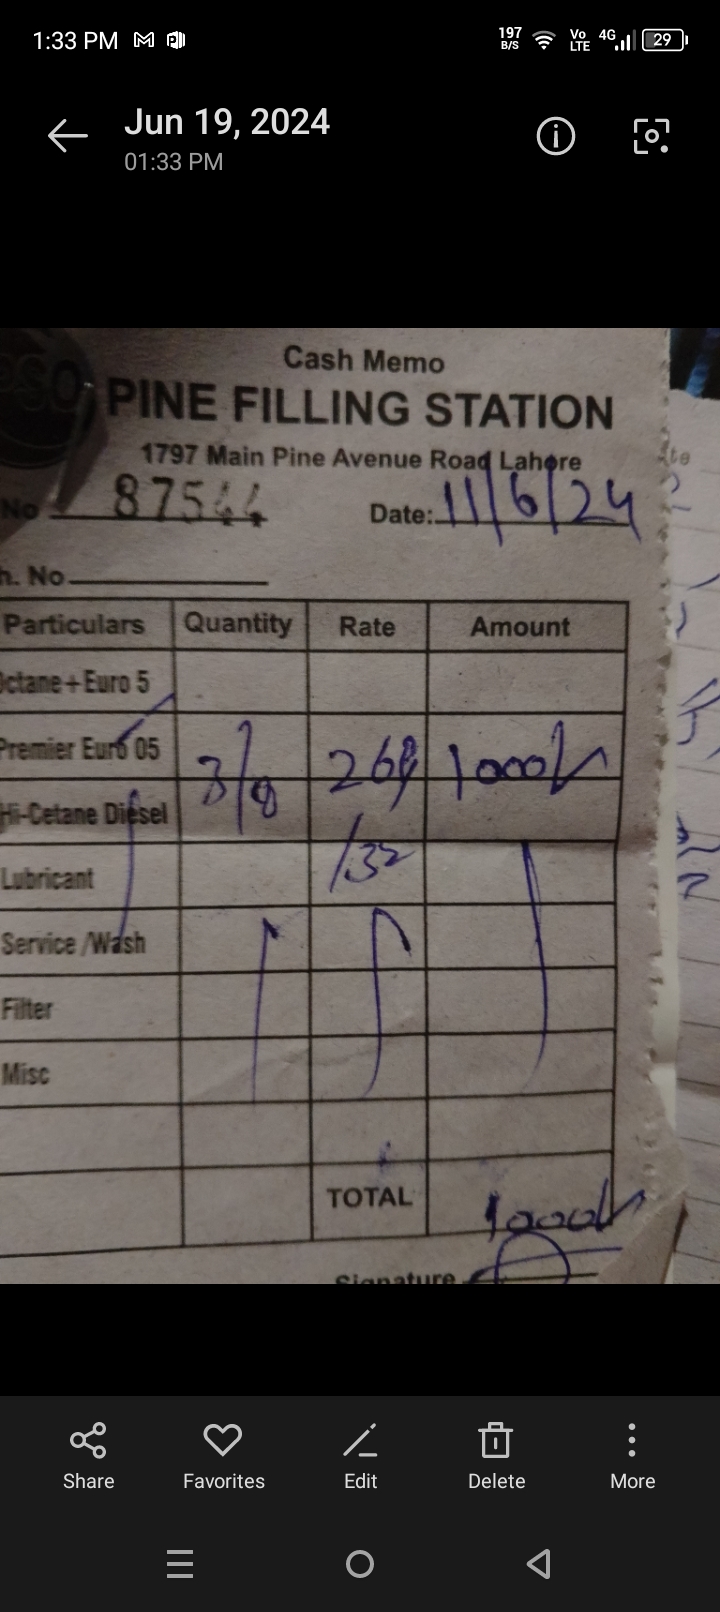 1:33 PM 197 B/S Vo LTE 4G 29
Jun 19, 2024
01:33 PM
PSO
Cash Memo
PINE FILLING STATION
1797 Main Pine Avenue Road Lahore
No 87544 Date: 11/6/24
h. No
Particulars Quantity Rate Amount
Octane+Euro 5
Premier Euro 05 3/8 268 1000/
Hi-Cetane Diesel
Lubricant /32
Service /Wash
Filter
Misc
TOTAL 1000/
Signature
Share Favorites Edit Delete More